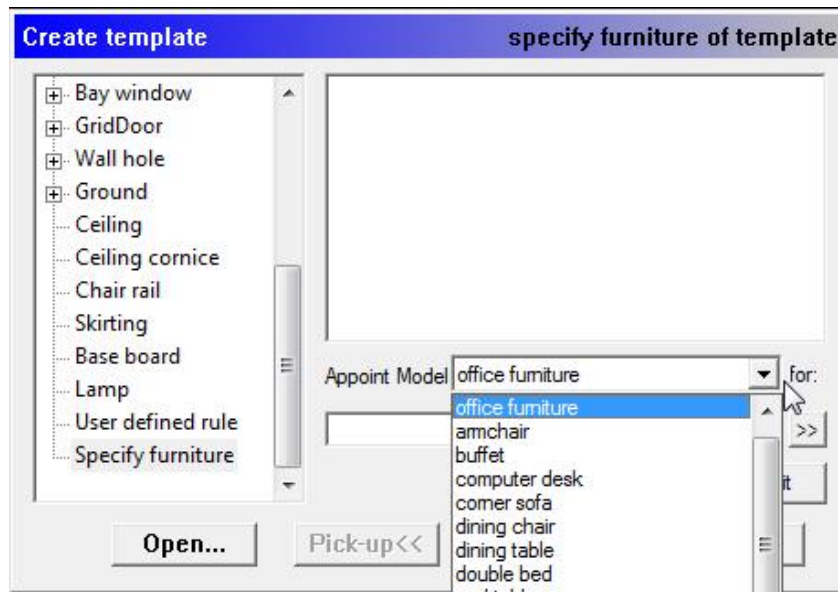 Create template
specify furniture of template
Bay window
GridDoor
Wall hole
Ground
Ceiling
Ceiling cornice
Chair rail
Skirting
Base board
Lamp
User defined rule
Specify furniture
Appoint Model
office furniture
for:
office furniture
armchair
buffet
computer desk
corner sofa
dining chair
dining table
double bed
>>
Open...
Pick-up<<